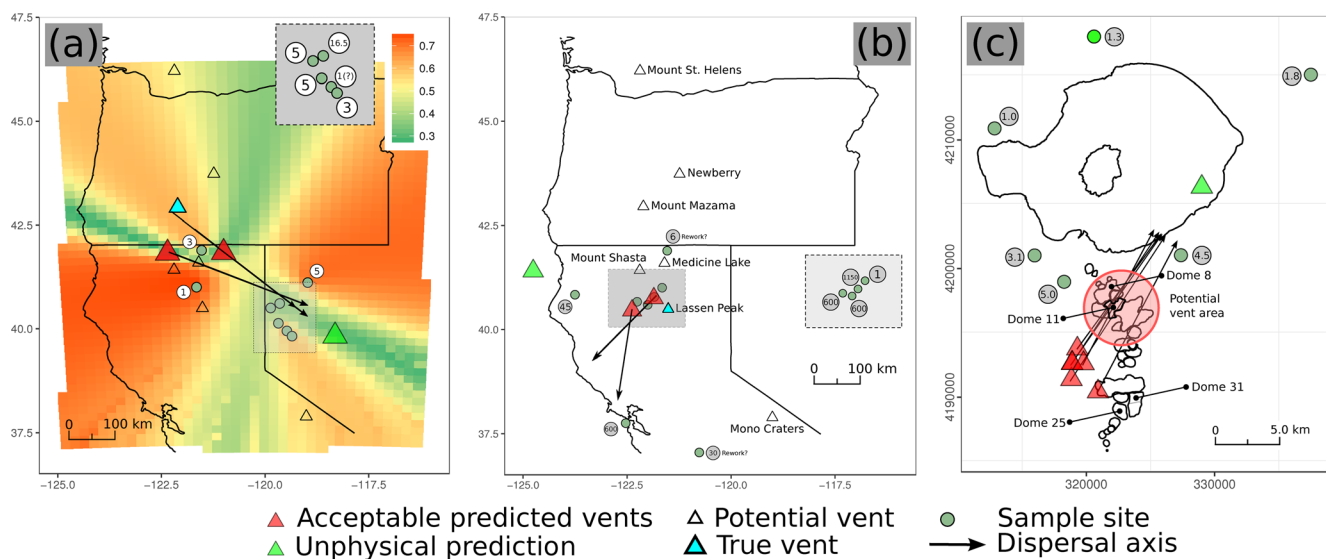 (a)
47.5
45.0
42.5
40.0
37.5
−125.0
−122.5
−120.0
−117.5
5
16.5
5
1(?)
3
0.7
0.6
0.5
0.4
0.3
3
5
1
0 100 km
(b)
47.5
45.0
42.5
40.0
37.5
−125.0
−122.5
−120.0
−117.5
Mount St. Helens
Newberry
Mount Mazama
6 Rework?
Mount Shasta
Medicine Lake
1150
1
600
600
45
Lassen Peak
0 100 km
600
Mono Craters
30 Rework?
(c)
1.3
1.8
1.0
4210000
3.1
4.5
4200000
5.0
Dome 8
Potential
vent area
Dome 11
4190000
Dome 31
Dome 25
0 5.0 km
320000
330000
Acceptable predicted vents
Potential vent
Sample site
Unphysical prediction
True vent
Dispersal axis